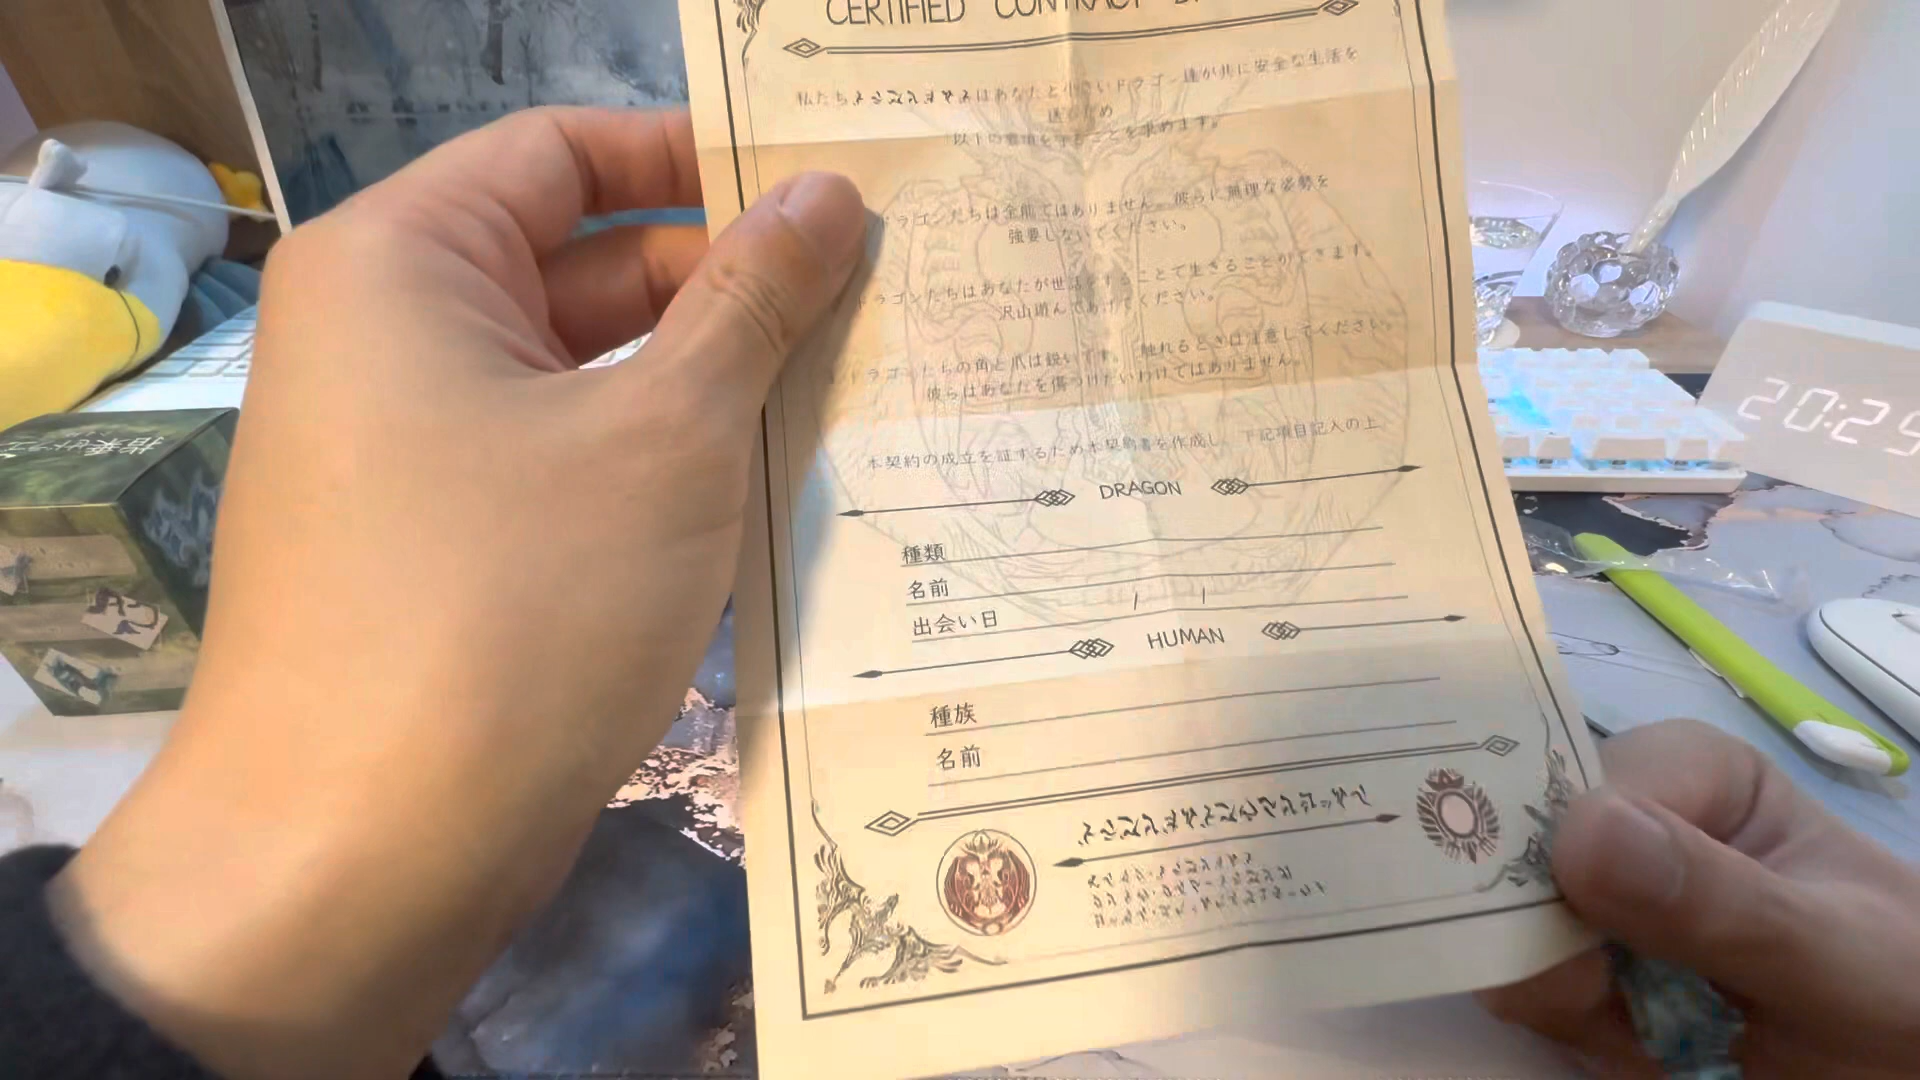 CERTIFIED CONTRACT
私たち はあなたと小さいドラゴン達が共に安全な生活を
送るため
以下の要項を守ることを求めます。
ドラゴンたちは全能ではありません。彼らに無理な姿勢を
強要しないでください。
ドラゴンたちはあなたが世話をすることで生きることができます。
沢山遊んであげてください。
ドラゴンたちの角と爪は鋭いです。触れるときは注意してください。
彼らはあなたを傷つけたいわけではありません。
本契約の成立を証するため本契約書を作成し、下記項目記入の上
DRAGON
種類
名前
出会い日 / /
HUMAN
種族
名前
20:29